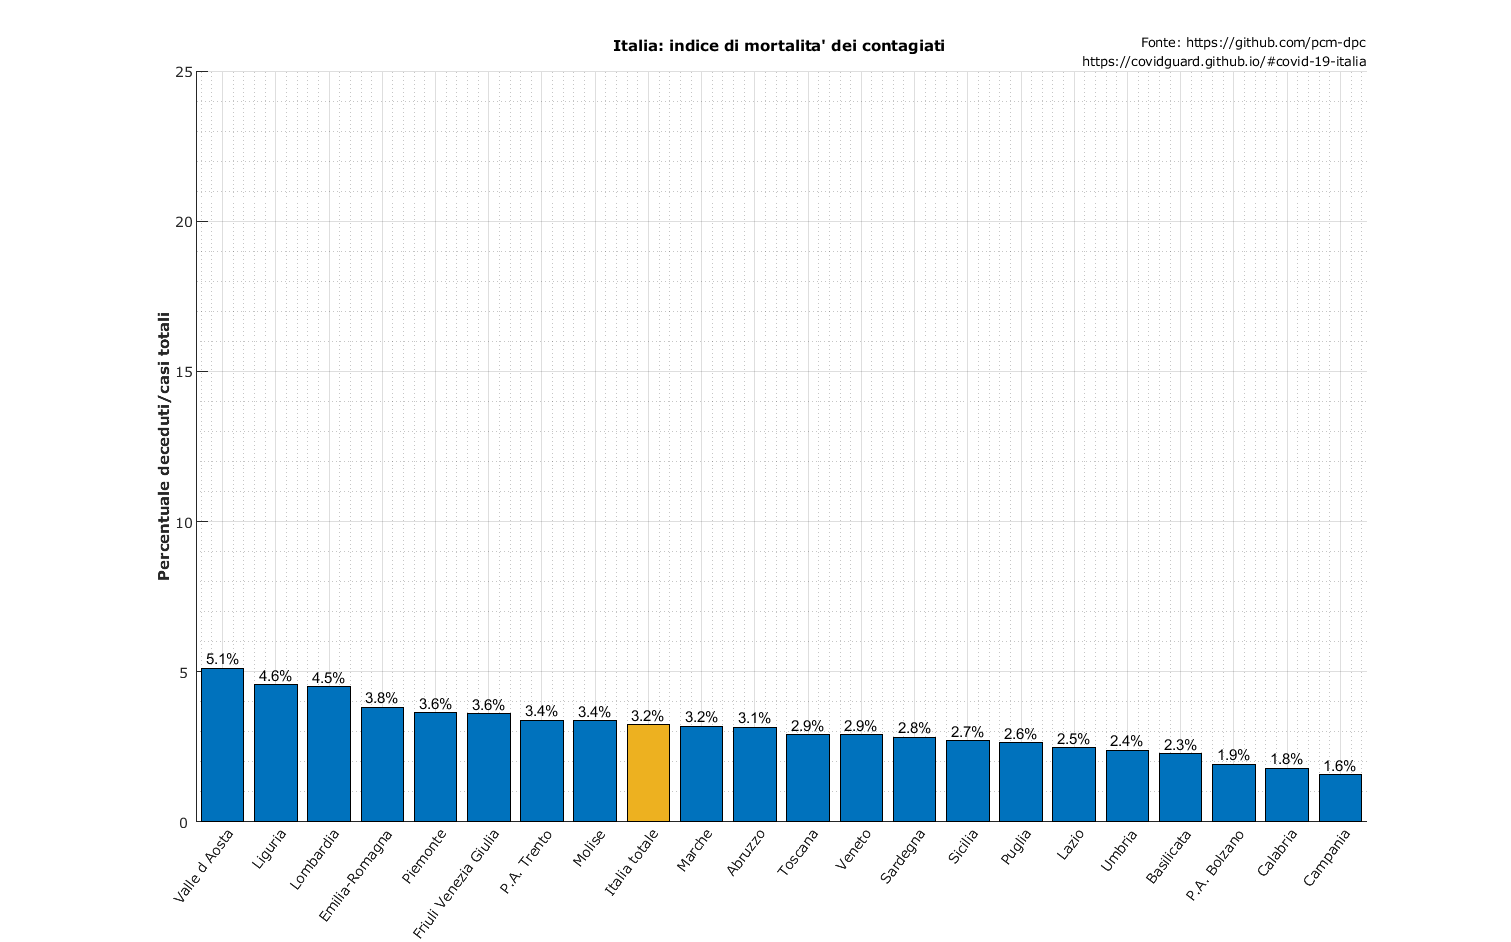 Italia: indice di mortalita' dei contagiati
Fonte: https://github.com/pcm-dpc
https://covidguard.github.io/#covid-19-italia
Percentuale deceduti/casi totali
25
20
15
10
5
0
5.1%
4.6%
4.5%
3.8%
3.6%
3.6%
3.4%
3.4%
3.2%
3.2%
3.1%
2.9%
2.9%
2.8%
2.7%
2.6%
2.5%
2.4%
2.3%
1.9%
1.8%
1.6%
Valle d Aosta
Liguria
Lombardia
Emilia-Romagna
Piemonte
Friuli Venezia Giulia
P.A. Trento
Molise
Italia totale
Marche
Abruzzo
Toscana
Veneto
Sardegna
Sicilia
Puglia
Lazio
Umbria
Basilicata
P.A. Bolzano
Calabria
Campania